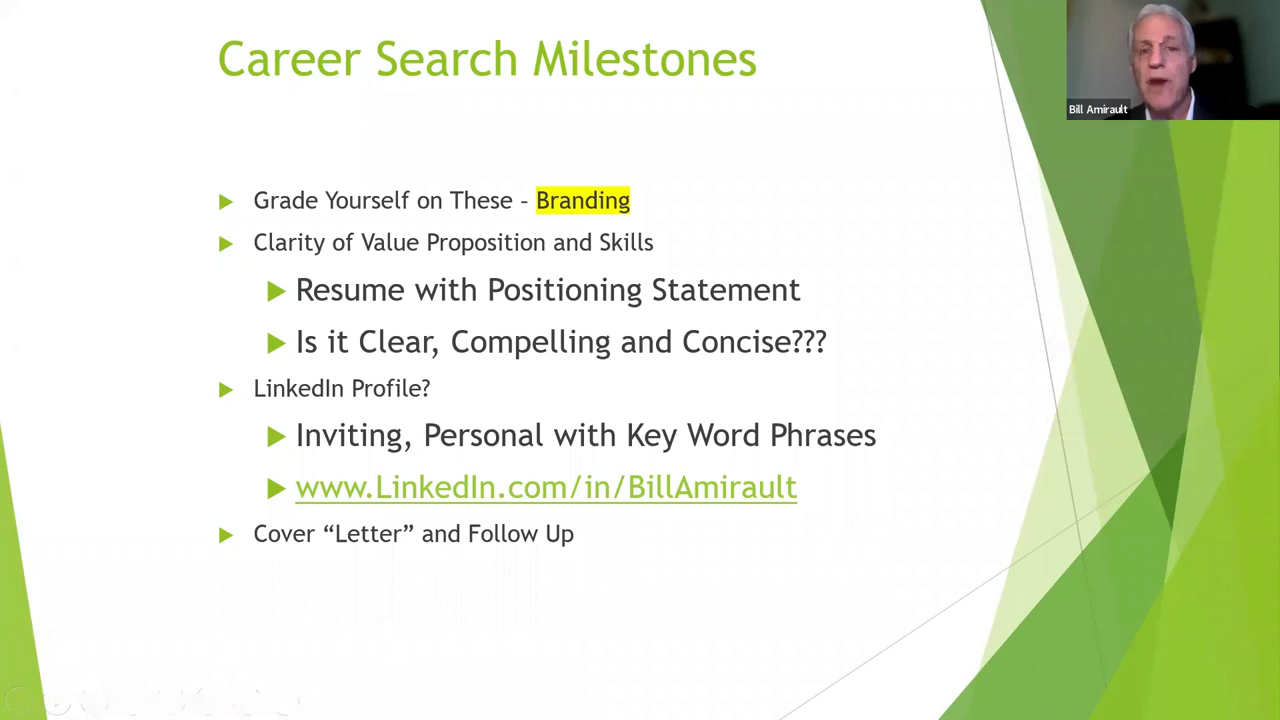 Career Search Milestones
Bill Amirault
Grade Yourself on These – Branding
Clarity of Value Proposition and Skills
Resume with Positioning Statement
Is it Clear, Compelling and Concise???
LinkedIn Profile?
Inviting, Personal with Key Word Phrases
www.LinkedIn.com/in/BillAmirault
Cover “Letter” and Follow Up